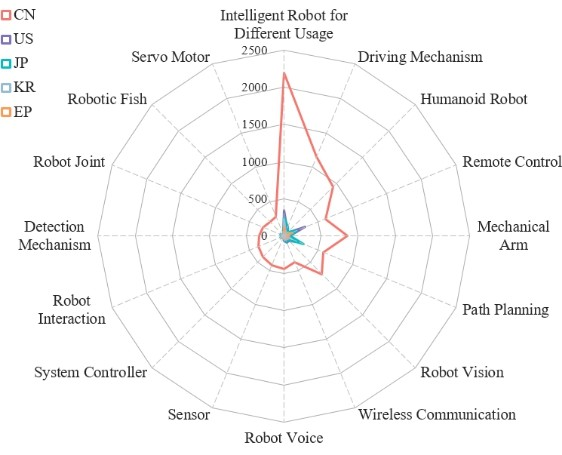 CN
US
JP
KR
EP
Intelligent Robot for
Different Usage
Driving Mechanism
Humanoid Robot
Remote Control
Mechanical
Arm
Path Planning
Robot Vision
Wireless Communication
Robot Voice
Sensor
System Controller
Robot
Interaction
Detection
Mechanism
Robot Joint
Robotic Fish
Servo Motor
2500
2000
1500
1000
500
0